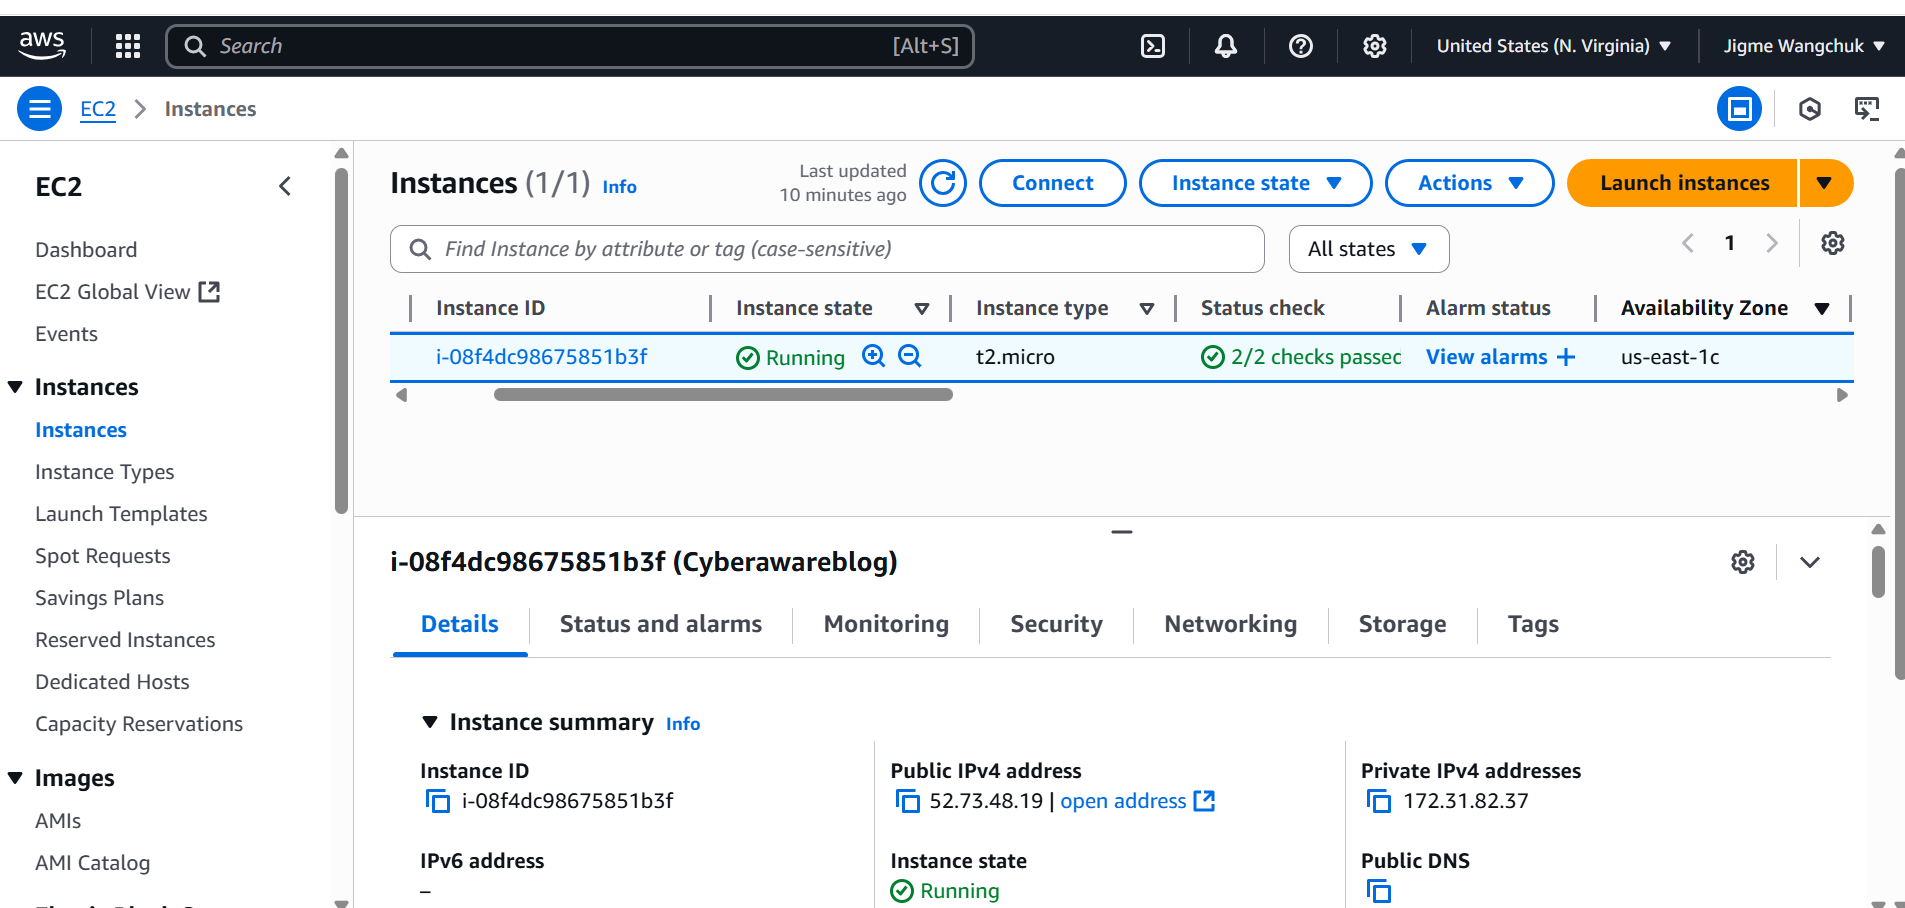 aws
Search [Alt+S]
United States (N. Virginia)
Jigme Wangchuk
EC2 Instances
EC2
Dashboard
EC2 Global View
Events
Instances
Instances
Instance Types
Launch Templates
Spot Requests
Savings Plans
Reserved Instances
Dedicated Hosts
Capacity Reservations
Images
AMIs
AMI Catalog
Instances (1/1) Info
Last updated
10 minutes ago
Connect
Instance state
Actions
Launch instances
Find Instance by attribute or tag (case-sensitive)
All states
1
Instance ID Instance state Instance type Status check Alarm status Availability Zone
i-08f4dc98675851b3f Running t2.micro 2/2 checks passed View alarms + us-east-1c
i-08f4dc98675851b3f (Cyberawareblog)
Details Status and alarms Monitoring Security Networking Storage Tags
Instance summary Info
Instance ID
i-08f4dc98675851b3f
Public IPv4 address
52.73.48.19 | open address
Private IPv4 addresses
172.31.82.37
IPv6 address
–
Instance state
Running
Public DNS